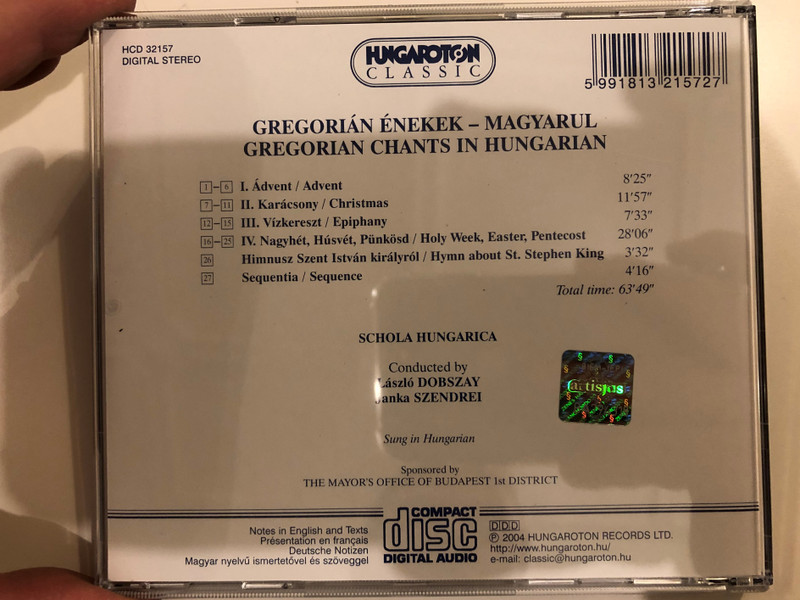 HCD 32157
DIGITAL STEREO
HUNGAROTON
CLASSIC
5 991813 215727
GREGORIÁN ÉNEKEK – MAGYARUL
GREGORIAN CHANTS IN HUNGARIAN
1–6 I. Ádvent / Advent 8'25"
7–11 II. Karácsony / Christmas 11'57"
12–15 III. Vízkereszt / Epiphany 7'33"
16–25 IV. Nagyhét, Húsvét, Pünkösd / Holy Week, Easter, Pentecost 28'06"
26 Himnusz Szent István királyról / Hymn about St. Stephen King 3'32"
27 Sequentia / Sequence 4'16"
Total time: 63'49"
SCHOLA HUNGARICA
Conducted by
László DOBSZAY
Janka SZENDREI
artisjus
Sung in Hungarian
Sponsored by
THE MAYOR'S OFFICE OF BUDAPEST 1st DISTRICT
Notes in English and Texts
Présentation en français
Deutsche Notizen
Magyar nyelvű ismertetővel és szöveggel
COMPACT
disc
DIGITAL AUDIO
DDD
Ⓟ 2004 HUNGAROTON RECORDS LTD.
http://www.hungaroton.hu/
e-mail: classic@hungaroton.hu